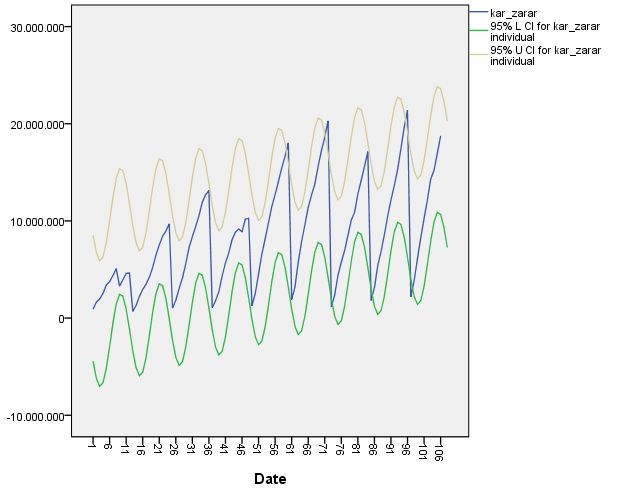 30.000.000
20.000.000
10.000.000
0
-10.000.000
1 6 11 16 21 26 31 36 41 46 51 56 61 66 71 76 81 86 91 96 101 106
Date
kar_zarar
95% L CI for kar_zarar
individual
95% U CI for kar_zarar
individual